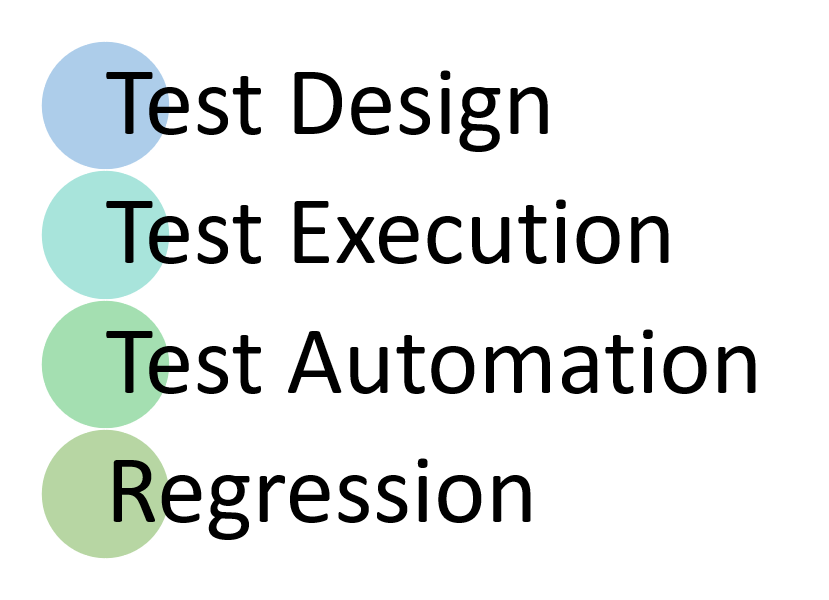 Test Design
Test Execution
Test Automation
Regression